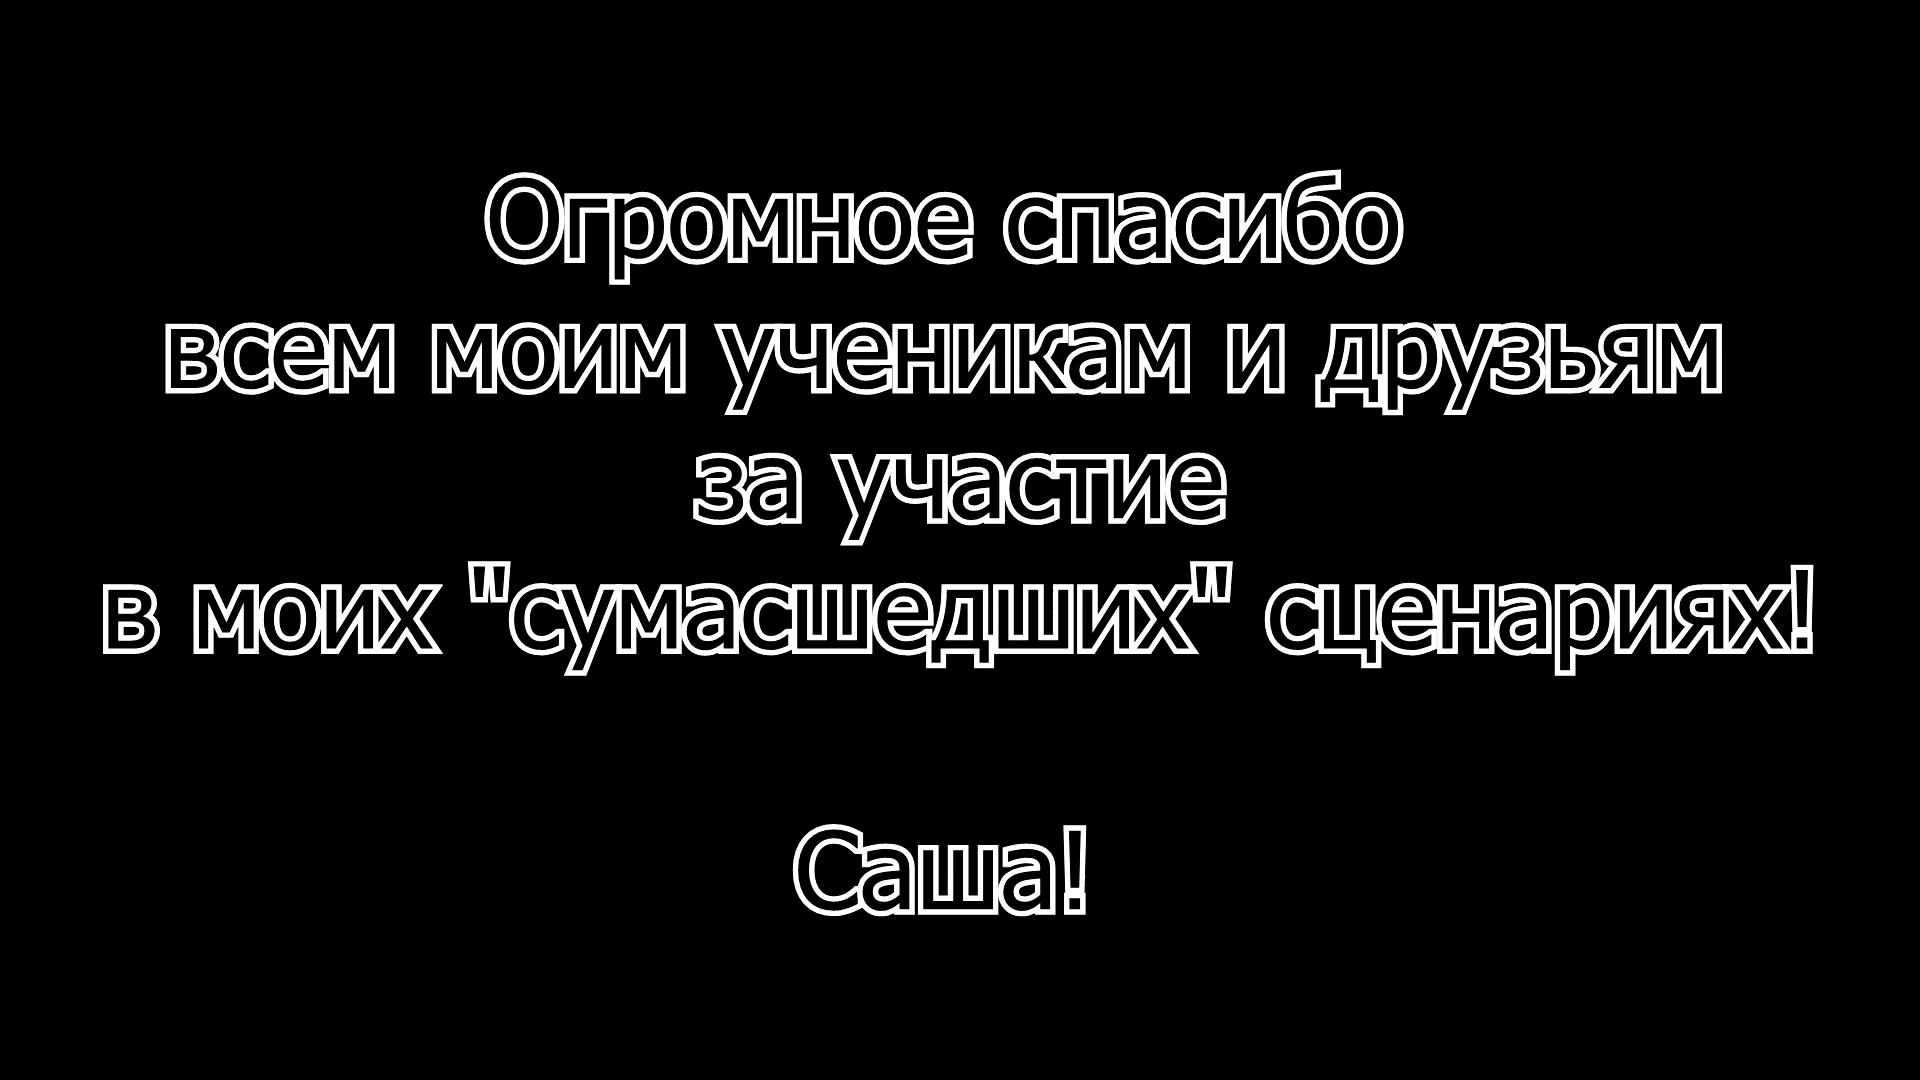 Огромное спасибо
всем моим ученикам и друзьям
за участие
в моих "сумасшедших" сценариях!
Саша!